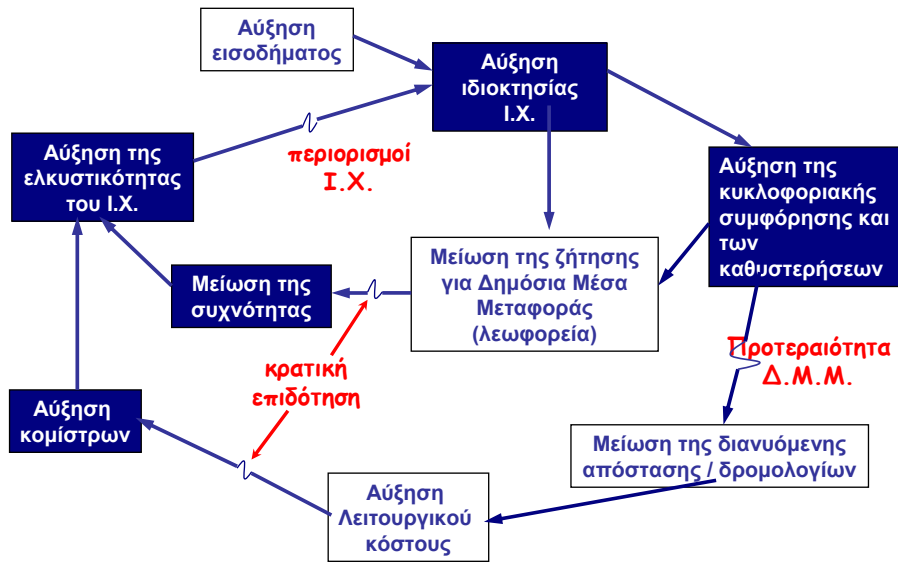 Αύξηση
εισοδήματος
Αύξηση
ιδιοκτησίας
Ι.Χ.
Αύξηση της
ελκυστικότητας
του Ι.Χ.
περιορισμοί
Ι.Χ.
Αύξηση της
κυκλοφοριακής
συμφόρησης και
των
καθυστερήσεων
Μείωση της ζήτησης
για Δημόσια Μέσα
Μεταφοράς
(λεωφορεία)
Μείωση της
συχνότητας
Προτεραιότητα
Δ.Μ.Μ.
κρατική
επιδότηση
Αύξηση
κομίστρων
Μείωση της διανυόμενης
απόστασης / δρομολογίων
Αύξηση
Λειτουργικού
κόστους